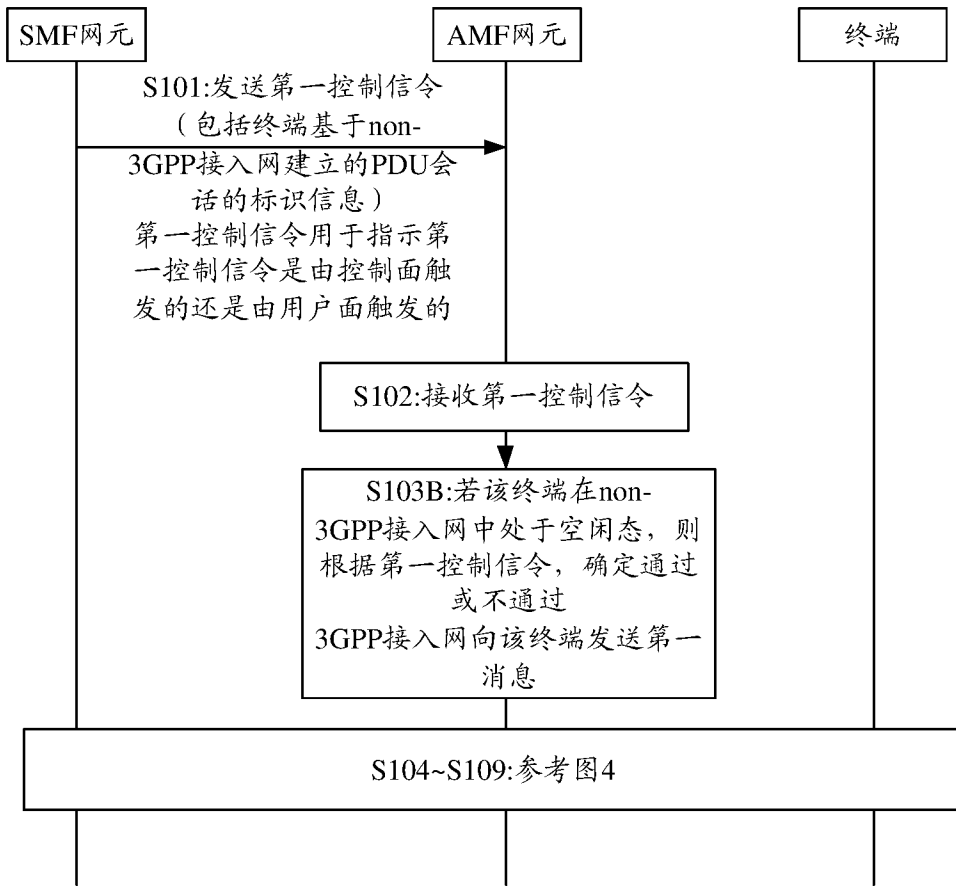 SMF网元
AMF网元
终端
S101:发送第一控制信令
（包括终端基于non-
3GPP接入网建立的PDU会
话的标识信息）
第一控制信令用于指示第
一控制信令是由控制面触
发的还是由用户面触发的
S102:接收第一控制信令
S103B:若该终端在non-
3GPP接入网中处于空闲态，则
根据第一控制信令，确定通过
或不通过
3GPP接入网向该终端发送第一
消息
S104~S109:参考图4